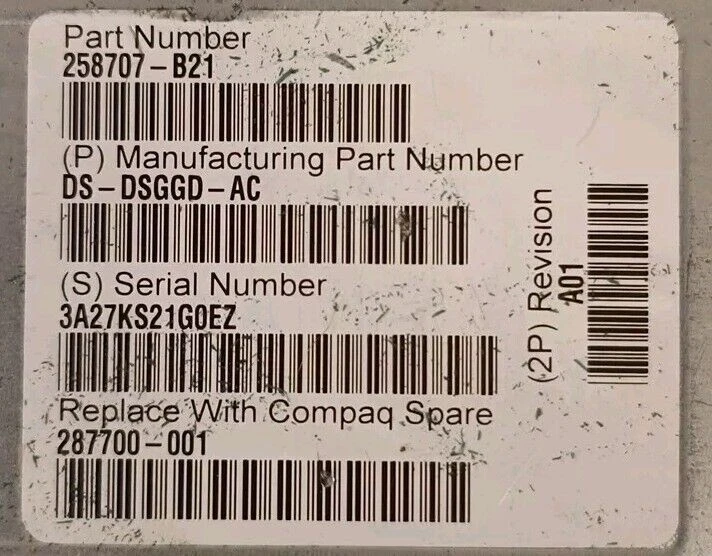 Part Number
258707-B21
(P) Manufacturing Part Number
DS-DSGGD-AC
(S) Serial Number
3A27KS21G0EZ
Replace With Compaq Spare
287700-001
(2P) Revision
A01